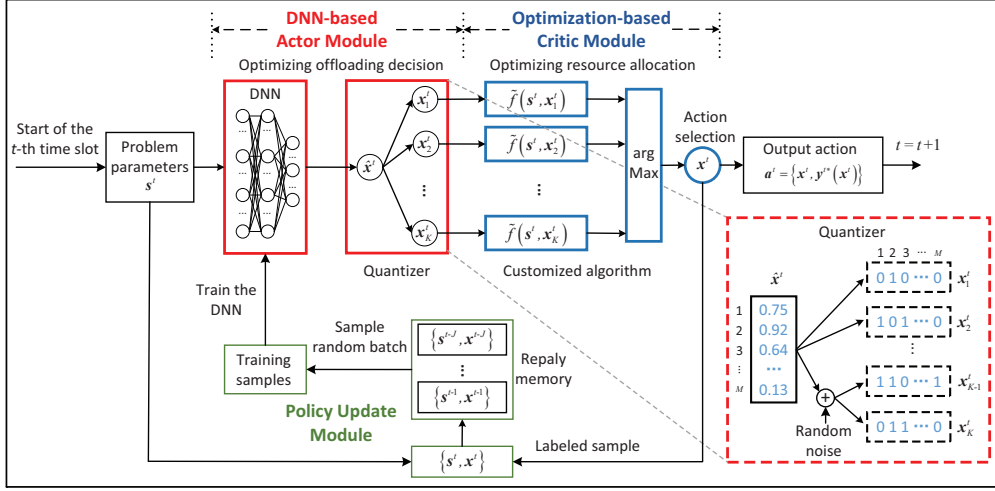 DNN-based
Actor Module
Optimization-based
Critic Module
Optimizing offloading decision
Optimizing resource allocation
Start of the
t-th time slot
Problem
parameters
s^t
DNN
...
...
...
...
...
...
...
...
x̂^t
x_1^t
x_2^t
⋮
x_K^t
Quantizer
f̃(s^t, x_1^t)
f̃(s^t, x_2^t)
⋮
f̃(s^t, x_K^t)
Customized algorithm
arg
Max
Action
selection
x^t
Output action
a^t = {x^t, y^{t*}(x^t)}
t = t+1
Train the
DNN
Training
samples
Sample
random batch
{s^{t-J}, x^{t-J}}
⋮
{s^{t-1}, x^{t-1}}
Repaly
memory
Policy Update
Module
{s^t, x^t}
Labeled sample
Quantizer
x̂^t
1 0.75
2 0.92
3 0.64
⋮ ...
M 0.13
1 2 3 ... M
0 1 0 ... 0 x_1^t
1 0 1 ... 0 x_2^t
⋮
1 1 0 ... 1 x_{K-1}^t
0 1 1 ... 0 x_K^t
+
Random
noise